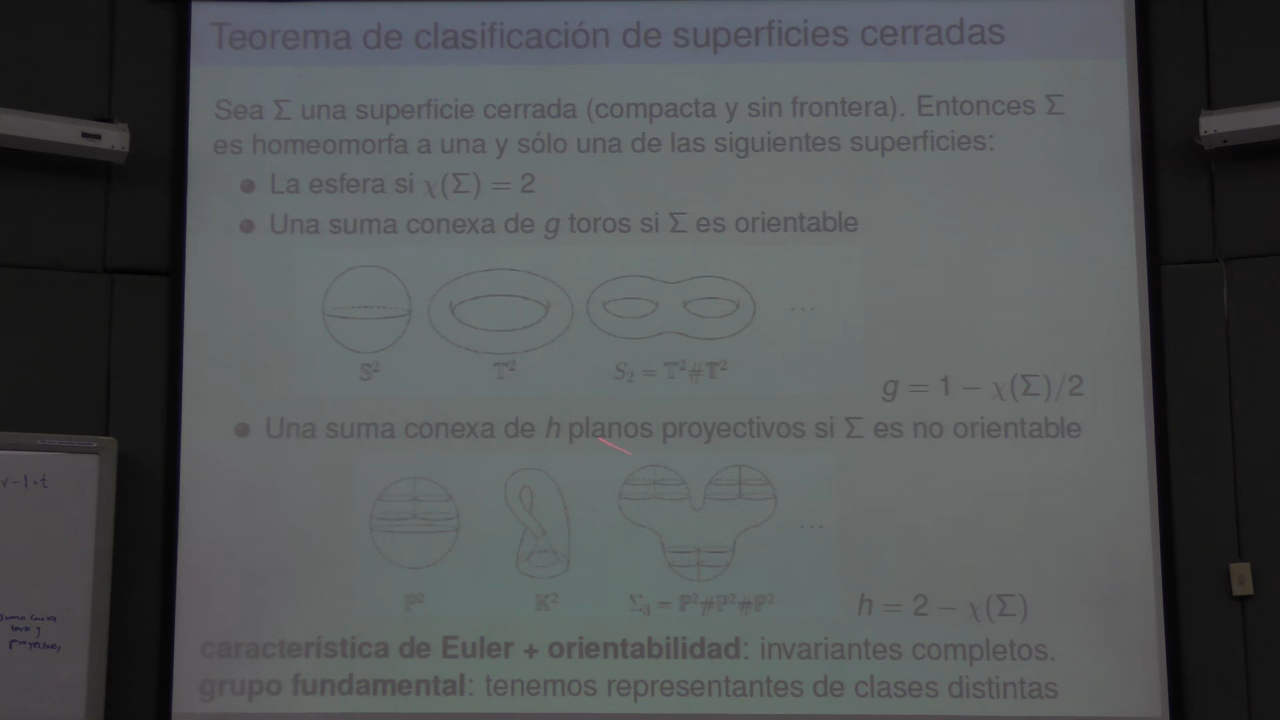 Teorema de clasificación de superficies cerradas
Sea Σ una superficie cerrada (compacta y sin frontera). Entonces Σ
es homeomorfa a una y sólo una de las siguientes superficies:
• La esfera si χ(Σ) = 2
• Una suma conexa de g toros si Σ es orientable
𝕊² 𝕋² S₂ = 𝕋²#𝕋² ...
g = 1 − χ(Σ)/2
• Una suma conexa de h planos proyectivos si Σ es no orientable
...
ℙ² 𝕂² Σ₃ = ℙ²#ℙ²#ℙ²
h = 2 − χ(Σ)
característica de Euler + orientabilidad: invariantes completos.
grupo fundamental: tenemos representantes de clases distintas
toro y